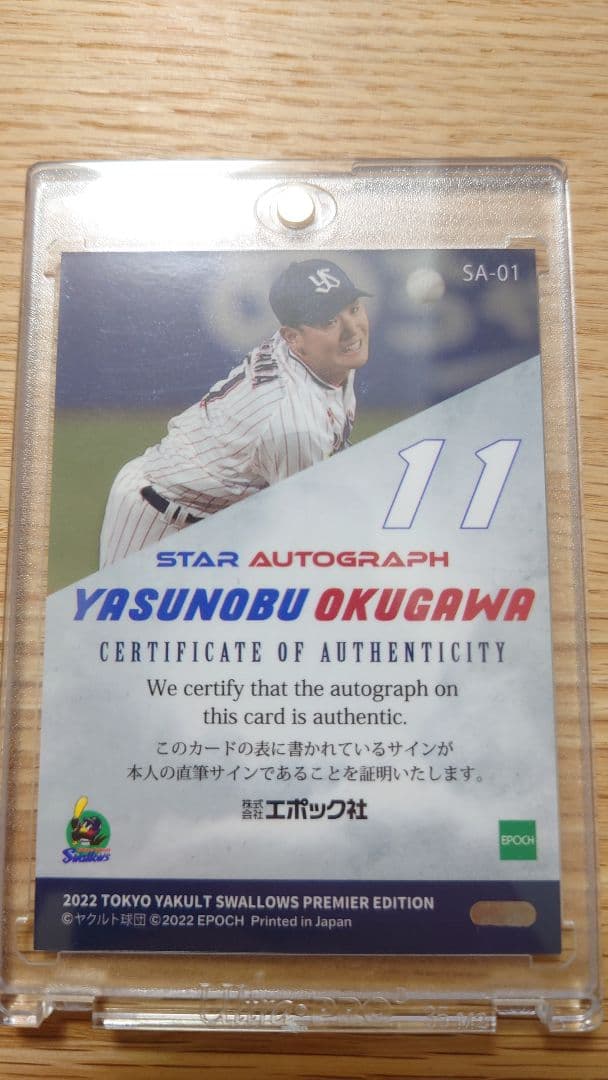 SA-01
YS
11
STAR AUTOGRAPH
YASUNOBU OKUGAWA
CERTIFICATE OF AUTHENTICITY
We certify that the autograph on
this card is authentic.
このカードの表に書かれているサインが
本人の直筆サインであることを証明いたします。
株式会社エポック社
Swallows
EPOCH
2022 TOKYO YAKULT SWALLOWS PREMIER EDITION
©ヤクルト球団 ©2022 EPOCH Printed in Japan
Ultra·PRO